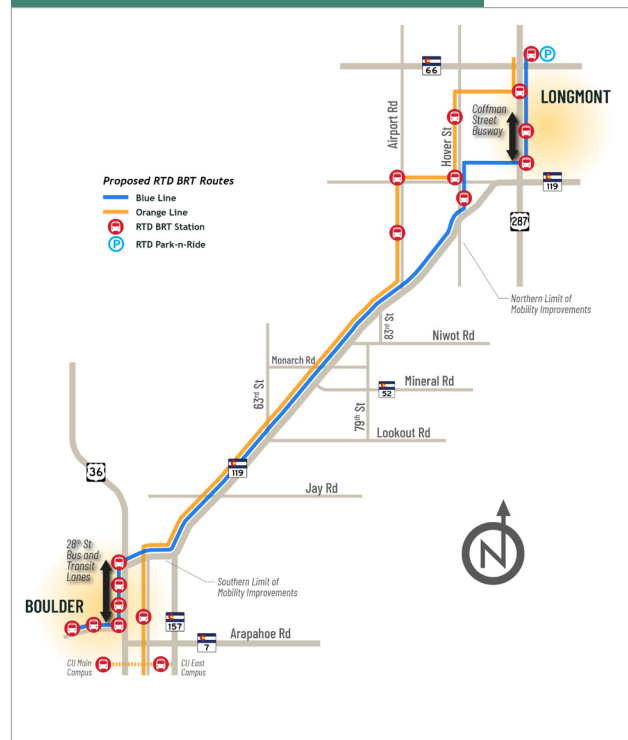 66
LONGMONT
Coffman
Street
Busway
Airport Rd
Hover St
Proposed RTD BRT Routes
Blue Line
Orange Line
RTD BRT Station
P
RTD Park-n-Ride
P
119
287
Northern Limit of
Mobility Improvements
83rd St
Niwot Rd
Monarch Rd
63rd St
Mineral Rd
52
79th St
Lookout Rd
36
119
Jay Rd
28th St
Bus and
Transit
Lanes
N
Southern Limit of
Mobility Improvements
BOULDER
157
Arapahoe Rd
7
CU Main
Campus
CU East
Campus